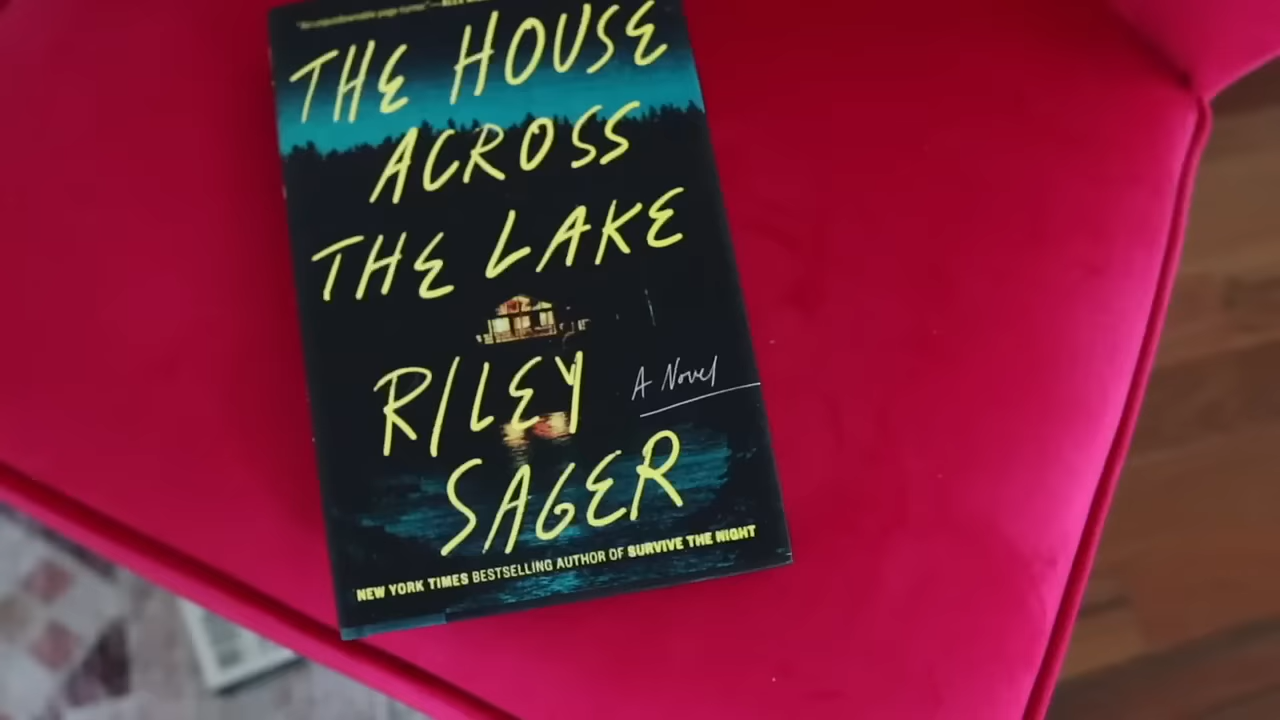 THE HOUSE
ACROSS
THE LAKE
RILEY
A Novel
SAGER
NEW YORK TIMES BESTSELLING AUTHOR OF SURVIVE THE NIGHT